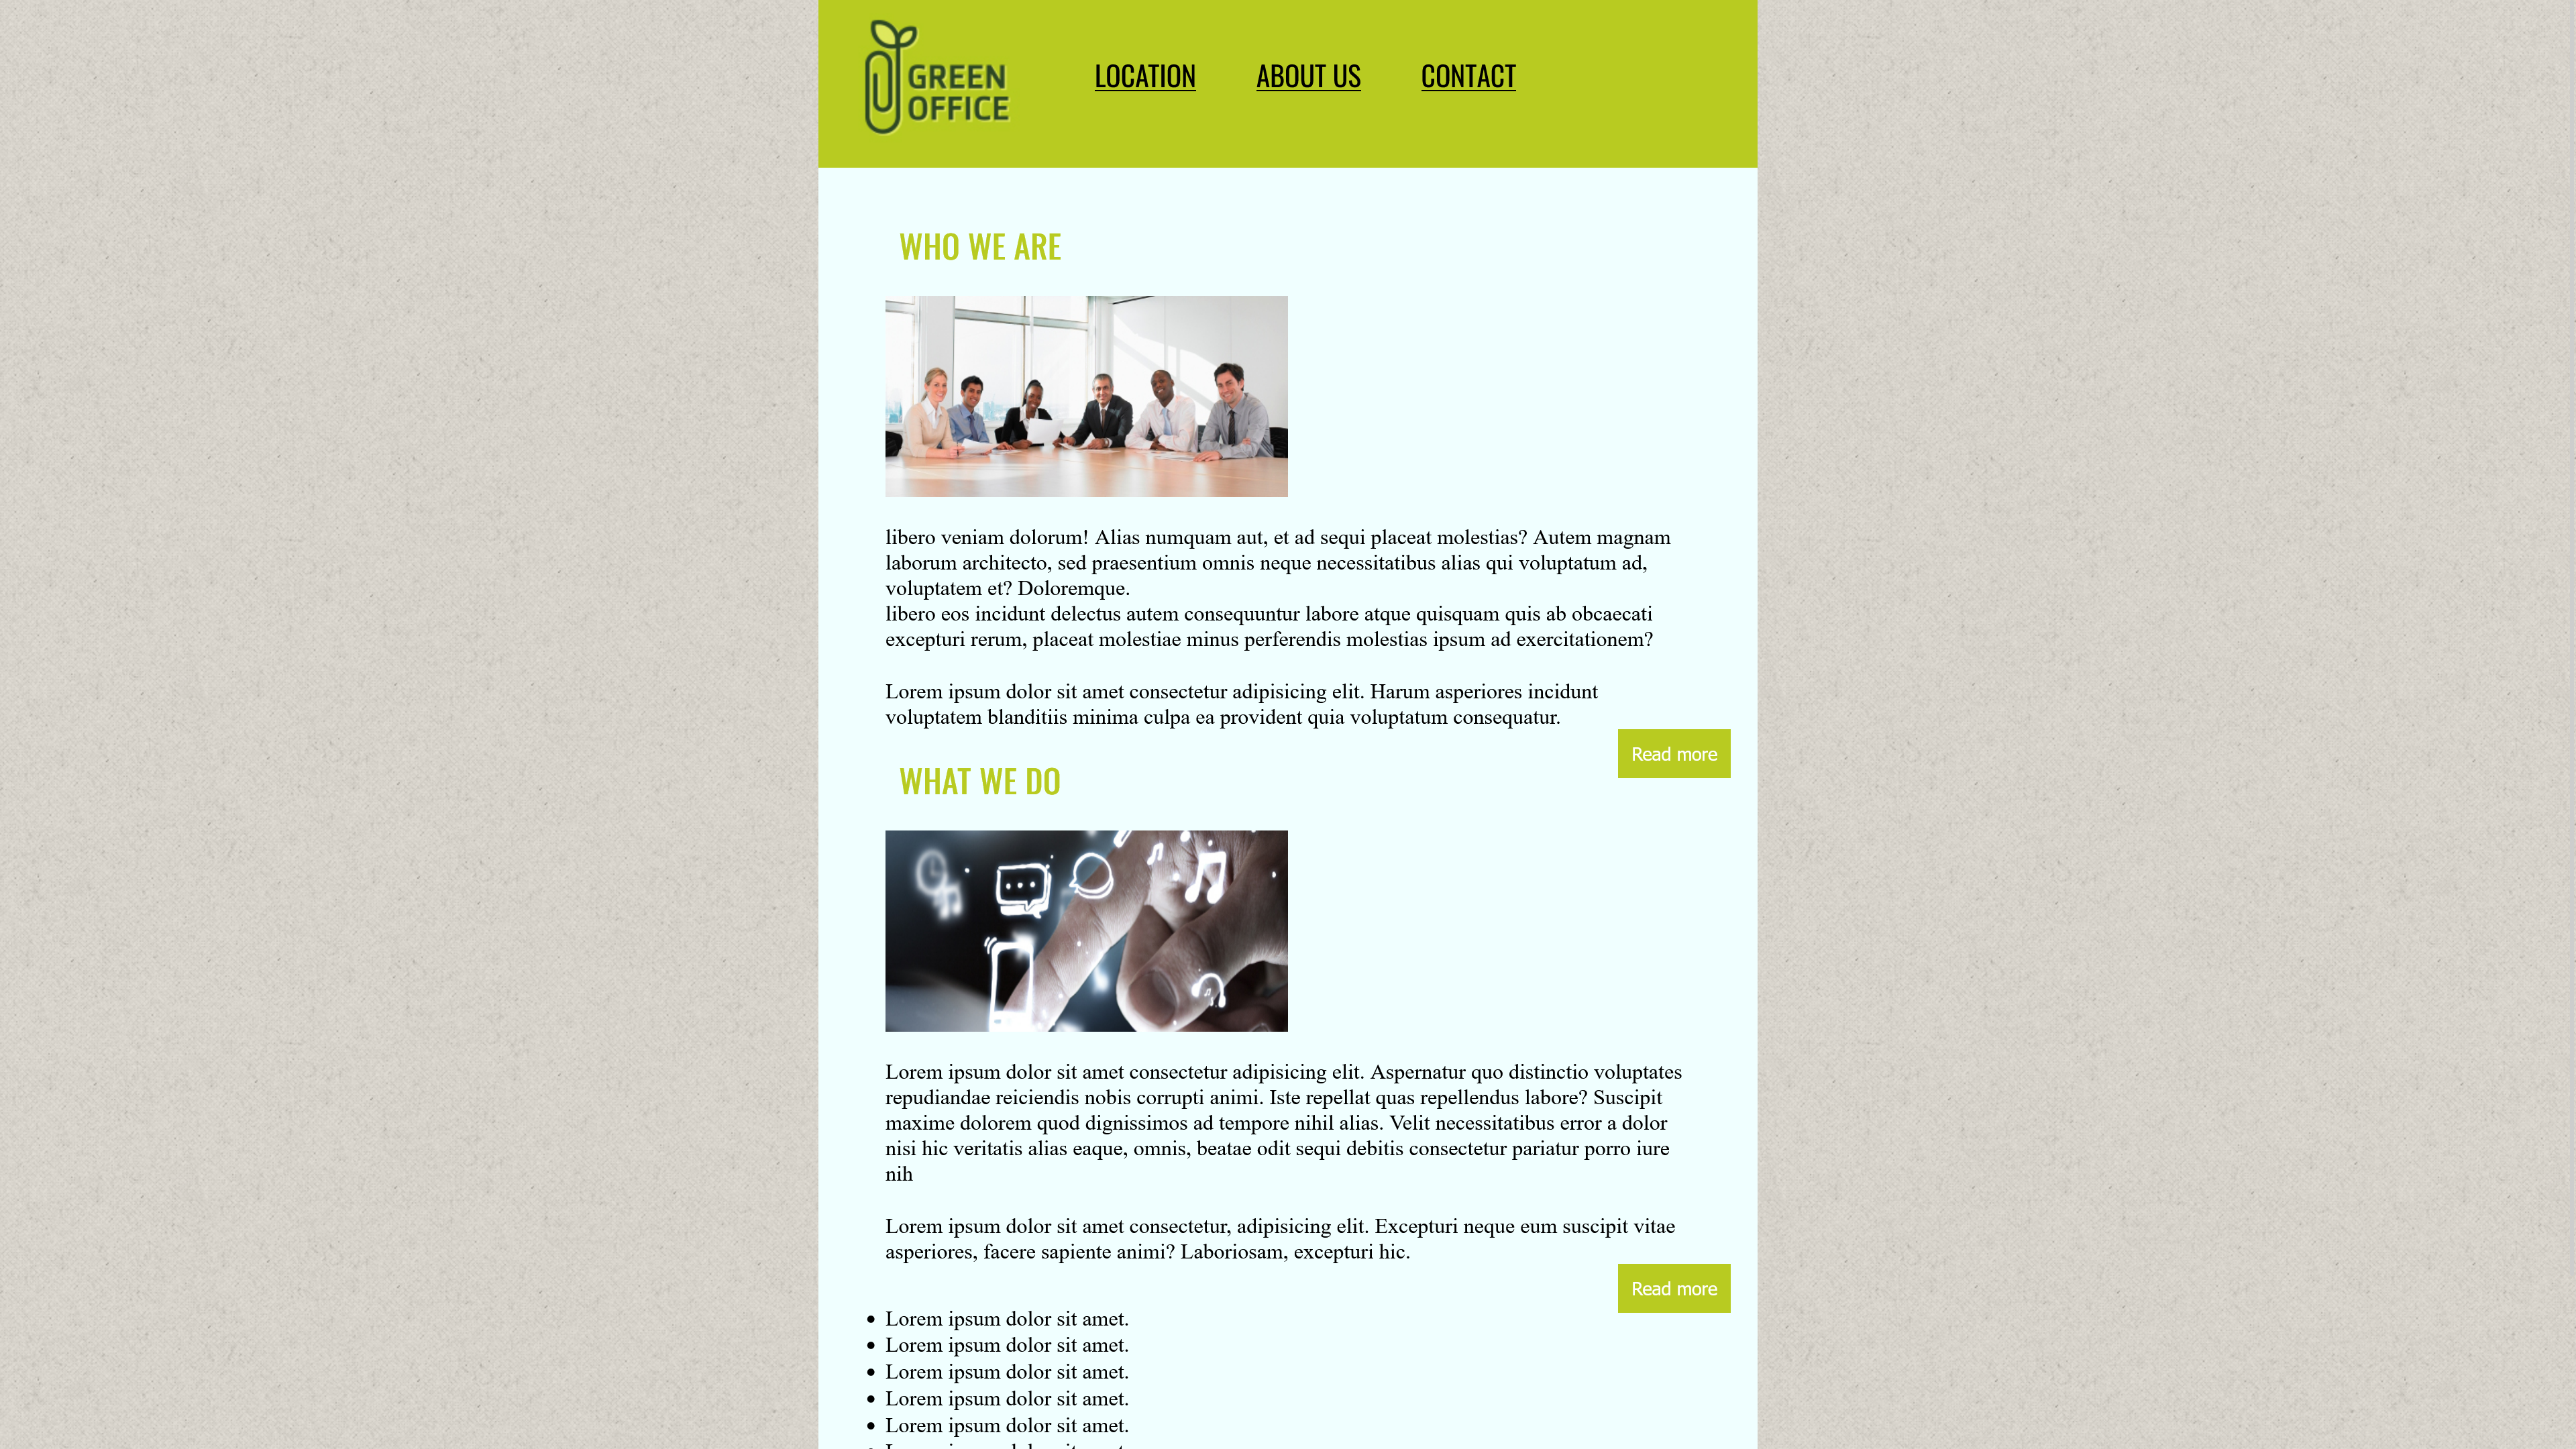 GREEN
OFFICE
LOCATION ABOUT US CONTACT
WHO WE ARE
libero veniam dolorum! Alias numquam aut, et ad sequi placeat molestias? Autem magnam
laborum architecto, sed praesentium omnis neque necessitatibus alias qui voluptatum ad,
voluptatem et? Doloremque.
libero eos incidunt delectus autem consequuntur labore atque quisquam quis ab obcaecati
excepturi rerum, placeat molestiae minus perferendis molestias ipsum ad exercitationem?
Lorem ipsum dolor sit amet consectetur adipisicing elit. Harum asperiores incidunt
voluptatem blanditiis minima culpa ea provident quia voluptatum consequatur.
Read more
WHAT WE DO
Lorem ipsum dolor sit amet consectetur adipisicing elit. Aspernatur quo distinctio voluptates
repudiandae reiciendis nobis corrupti animi. Iste repellat quas repellendus labore? Suscipit
maxime dolorem quod dignissimos ad tempore nihil alias. Velit necessitatibus error a dolor
nisi hic veritatis alias eaque, omnis, beatae odit sequi debitis consectetur pariatur porro iure
nih
Lorem ipsum dolor sit amet consectetur, adipisicing elit. Excepturi neque eum suscipit vitae
asperiores, facere sapiente animi? Laboriosam, excepturi hic.
Read more
Lorem ipsum dolor sit amet.
Lorem ipsum dolor sit amet.
Lorem ipsum dolor sit amet.
Lorem ipsum dolor sit amet.
Lorem ipsum dolor sit amet.